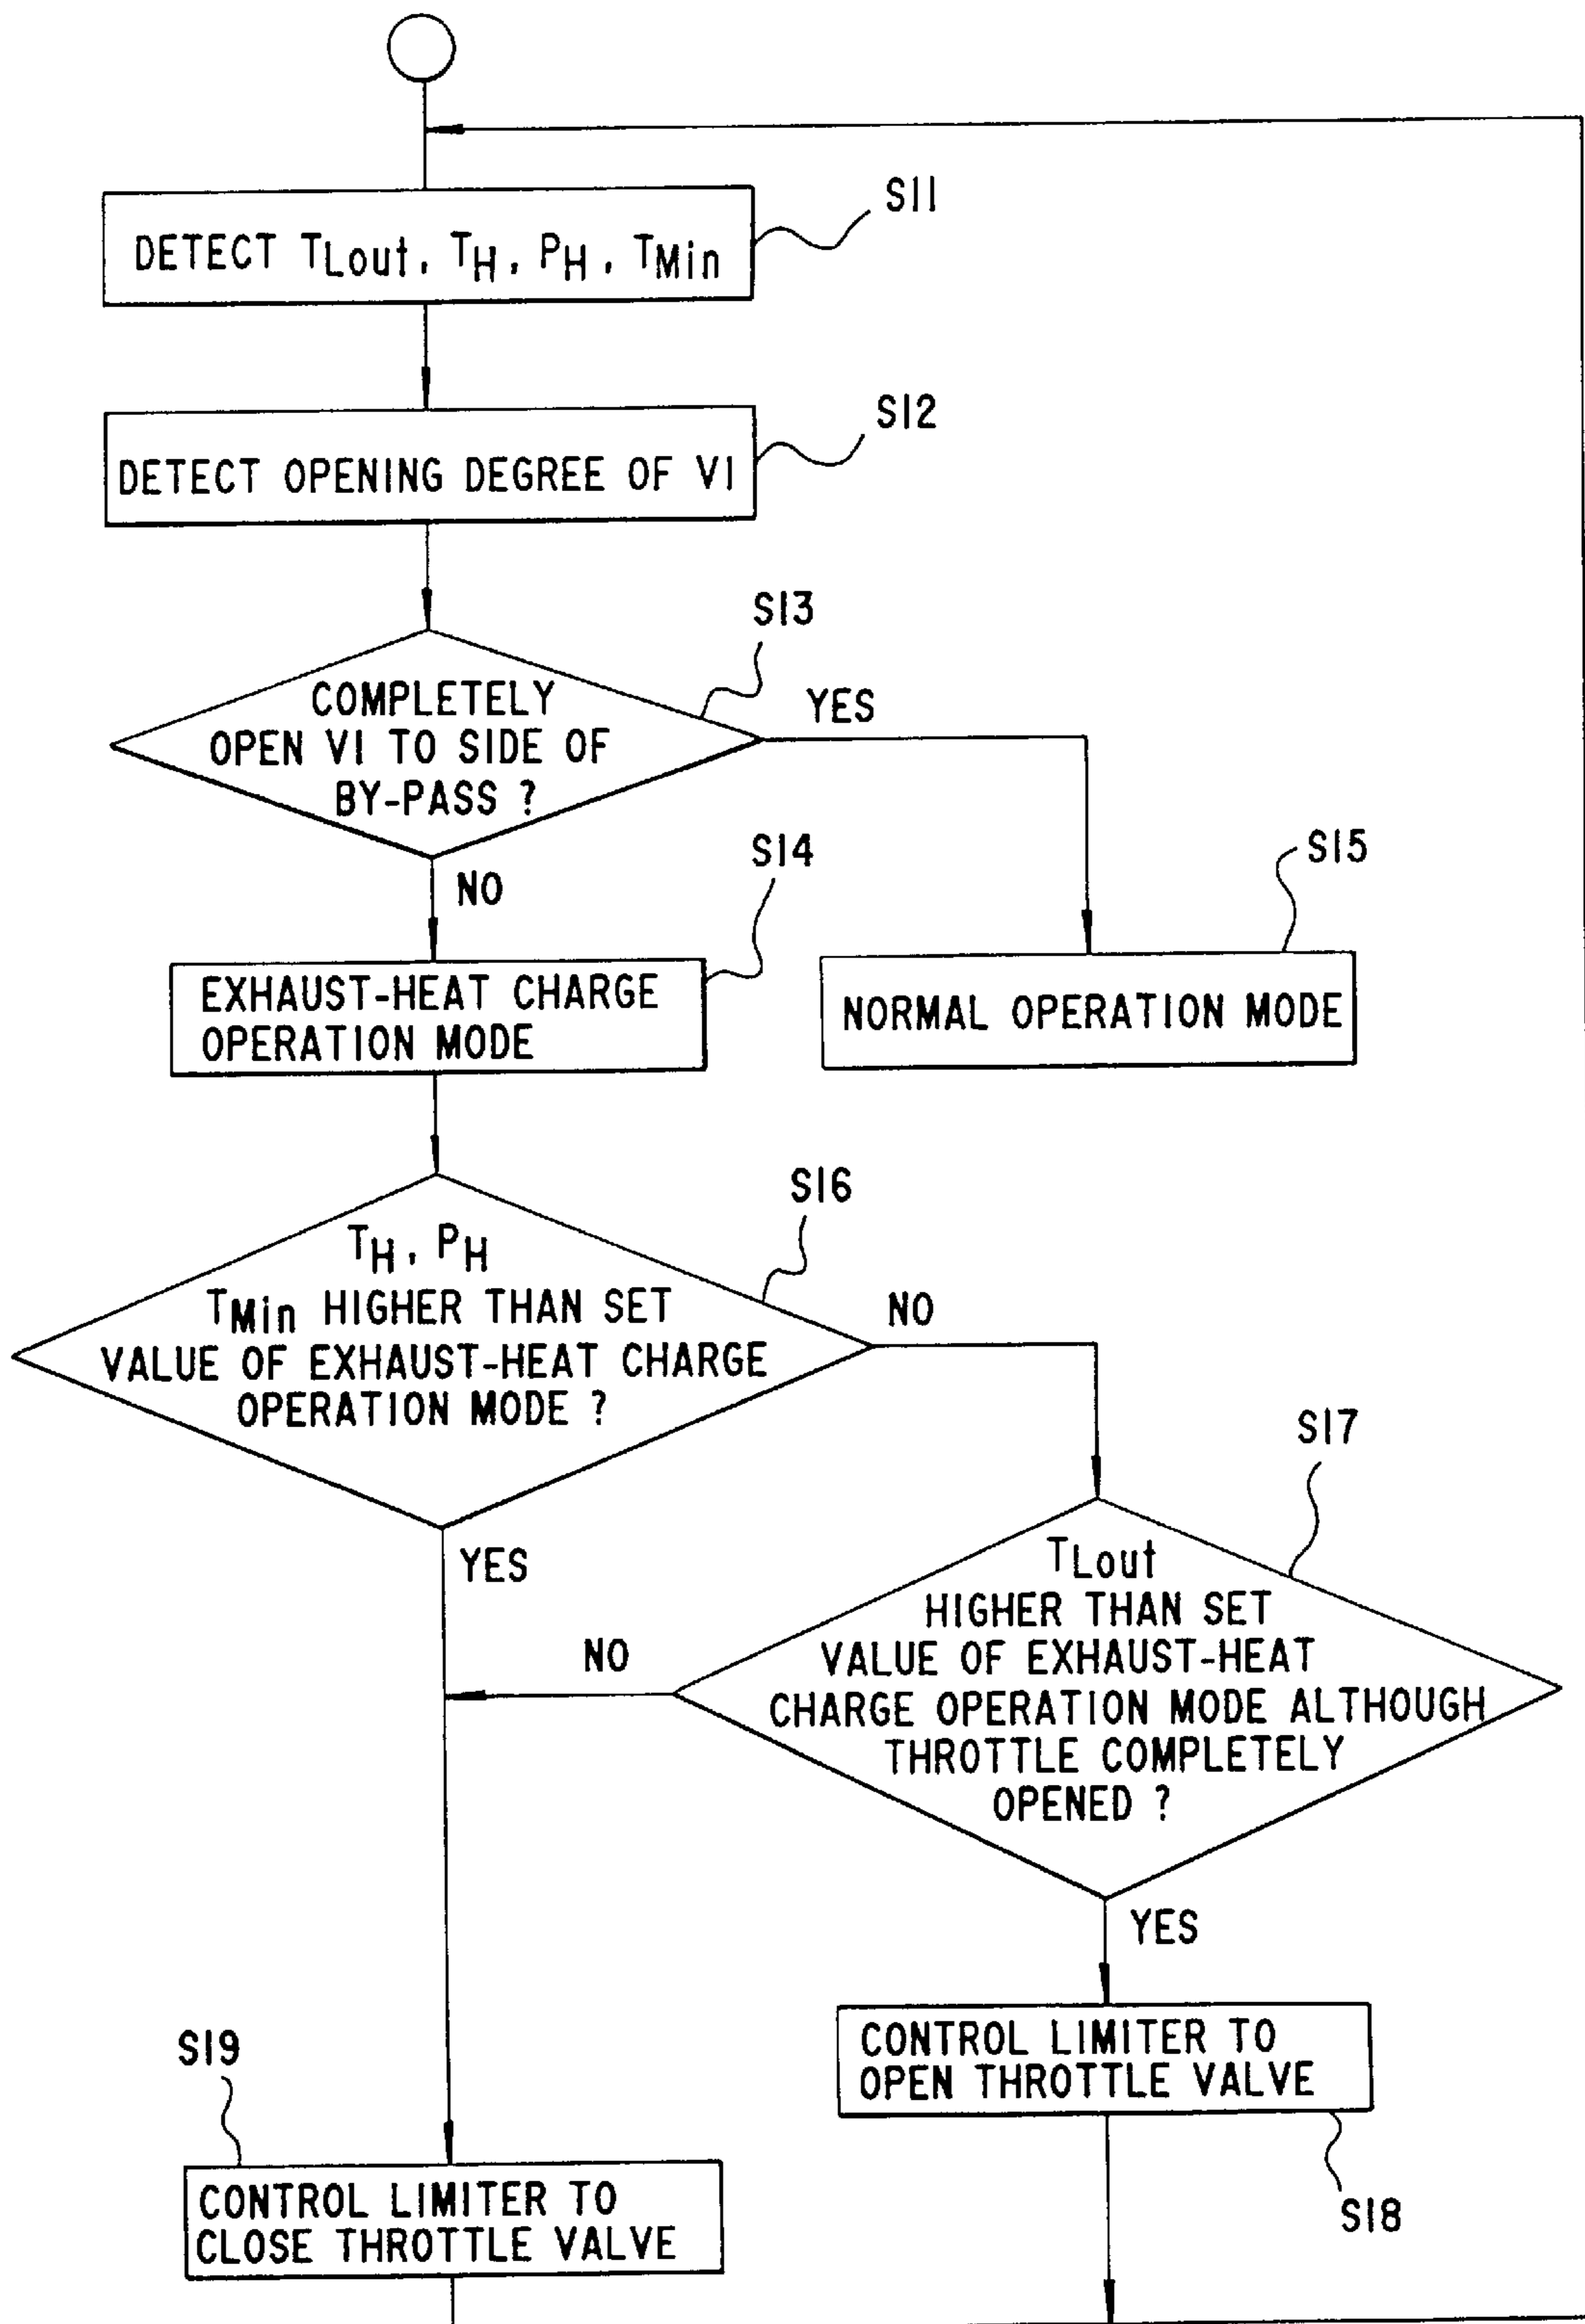 S11
DETECT TLout, TH, PH, TMin
S12
DETECT OPENING DEGREE OF V1
S13
COMPLETELY
OPEN V1 TO SIDE OF
BY-PASS ?
YES
NO
S14
S15
EXHAUST-HEAT CHARGE
OPERATION MODE
NORMAL OPERATION MODE
S16
TH, PH
TMin HIGHER THAN SET
VALUE OF EXHAUST-HEAT CHARGE
OPERATION MODE ?
NO
YES
S17
TLout
HIGHER THAN SET
VALUE OF EXHAUST-HEAT
CHARGE OPERATION MODE ALTHOUGH
THROTTLE COMPLETELY
OPENED ?
NO
YES
CONTROL LIMITER TO
OPEN THROTTLE VALVE
S18
S19
CONTROL LIMITER TO
CLOSE THROTTLE VALVE